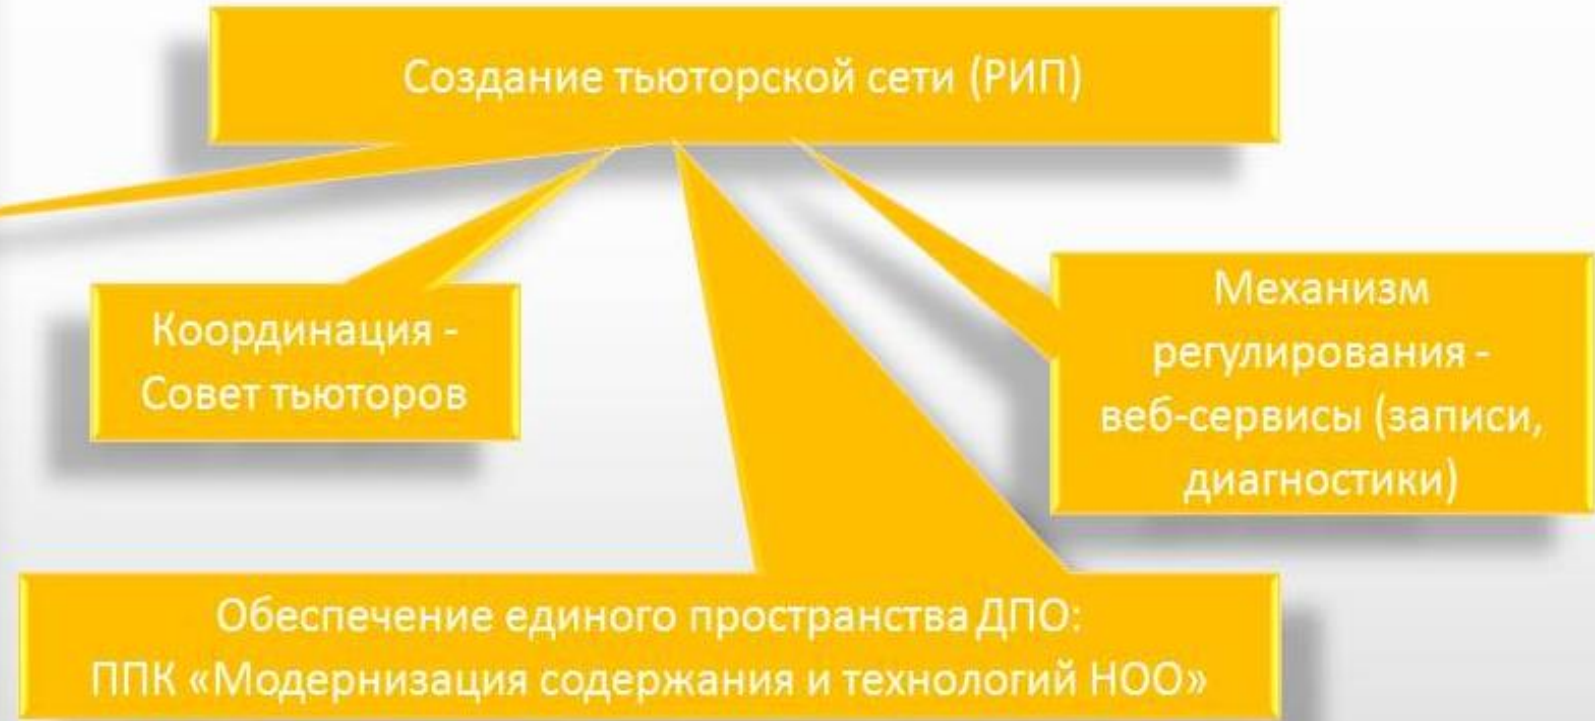 Создание тьюторской сети (РИП)
Координация -
Совет тьюторов
Механизм
регулирования -
веб-сервисы (записи,
диагностики)
Обеспечение единого пространства ДПО:
ППК «Модернизация содержания и технологий НОО»